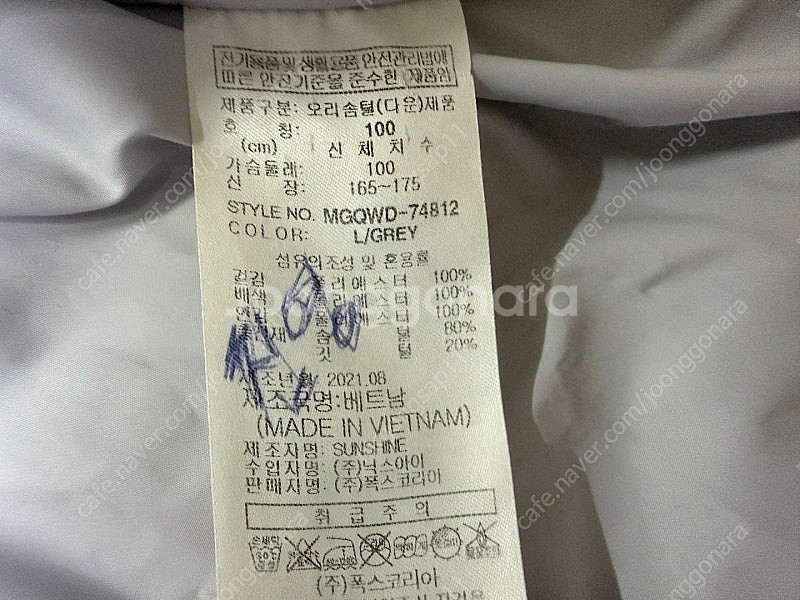 전기용품및 생활용품 안전관리법에
따른 안전기준을 준수한 제품임
제품구분: 오리솜털(다운)제품
호 칭: 100
(cm) 신 체 치 수
가슴둘레: 100
신 장: 165~175
STYLE NO. MGQWD-74812
COLOR: L/GREY
섬유의조성 및 혼용률
겉감 폴리에스터 100%
배색 폴리에스터 100%
폴리에스터 100%
솜 털 80%
깃 털 20%
제조년월 2021.08
제조국명:베트남
(MADE IN VIETNAM)
제 조 자 명: SUNSHINE
수 입 자 명: (주)닉스아이
판 매 자 명: (주)폭스코리아
취 급 주 의
(주)폭스코리아
joonggonara
cafe.naver.com/joonggonara